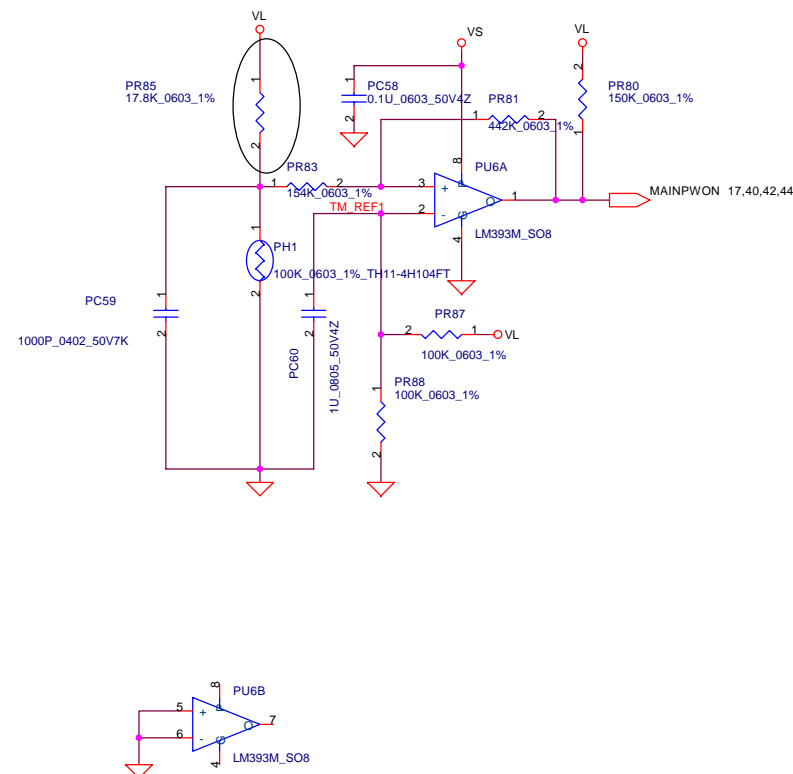 VL
PR85
17.8K_0603_1%
1
2
VS
PC58
0.1U_0603_50V4Z
1
2
VL
PR80
150K_0603_1%
2
1
PR81
442K_0603_1%
1
2
PR83
154K_0603_1%
1
2
TM_REF1
3
2
8
4
1
+
-
P
G
O
PU6A
LM393M_SO8
MAINPWON 17,40,42,44
PH1
100K_0603_1%_TH11-4H104FT
1
2
PC59
1000P_0402_50V7K
1
2
PC60
1U_0805_50V4Z
1
2
PR87
100K_0603_1%
2
1
VL
PR88
100K_0603_1%
1
2
PU6B
LM393M_SO8
5
6
8
4
7
+
-
P
G
O